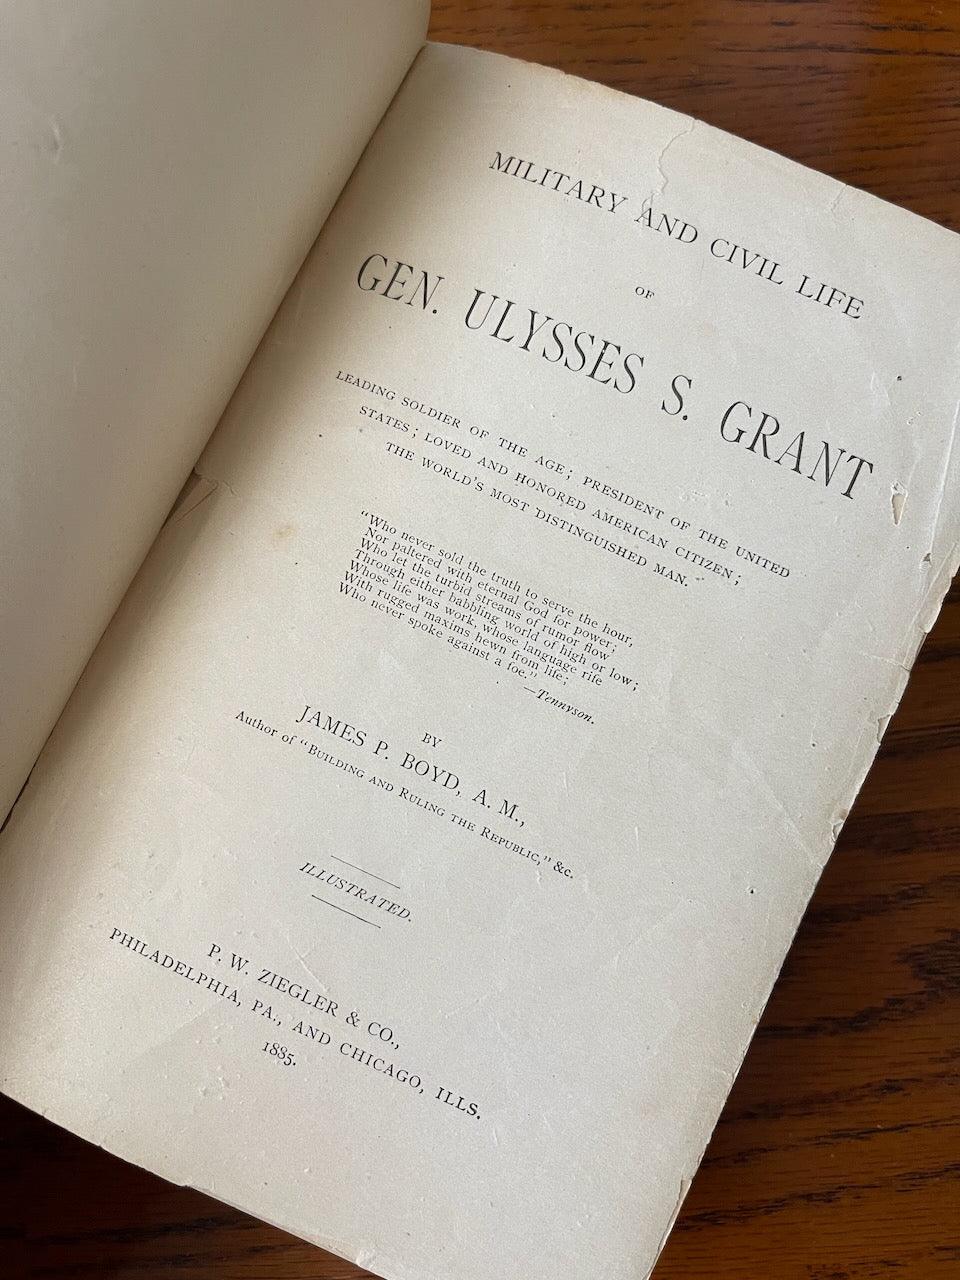 MILITARY AND CIVIL LIFE
OF
GEN. ULYSSES S. GRANT
LEADING SOLDIER OF THE AGE; PRESIDENT OF THE UNITED
STATES; LOVED AND HONORED AMERICAN CITIZEN;
THE WORLD'S MOST DISTINGUISHED MAN.
"Who never sold the truth to serve the hour,
Nor paltered with eternal God for power;
Who let the turbid streams of rumor flow
Through either babbling world of high or low;
Whose life was work, whose language rife
With rugged maxims hewn from life;
Who never spoke against a foe."
—Tennyson.
BY
JAMES P. BOYD, A. M.,
Author of "BUILDING AND RULING THE REPUBLIC," &c.
ILLUSTRATED.
P. W. ZIEGLER & CO.,
PHILADELPHIA, PA., AND CHICAGO, ILLS.
1885.